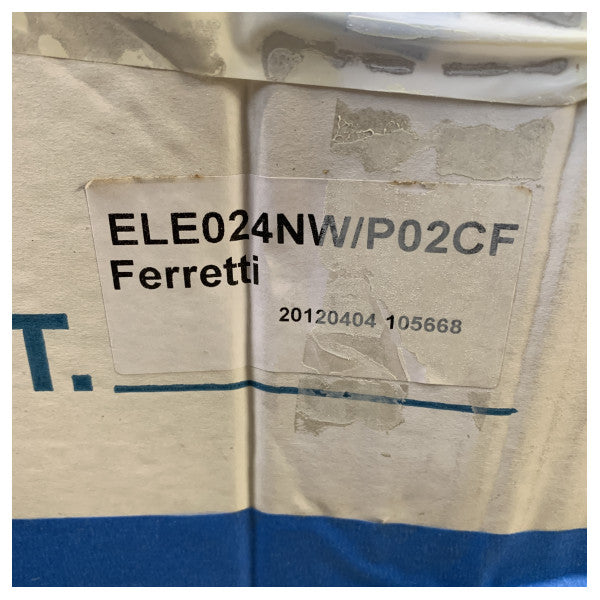 ELE024NW/P02CF
Ferretti
20120404 105668
T.